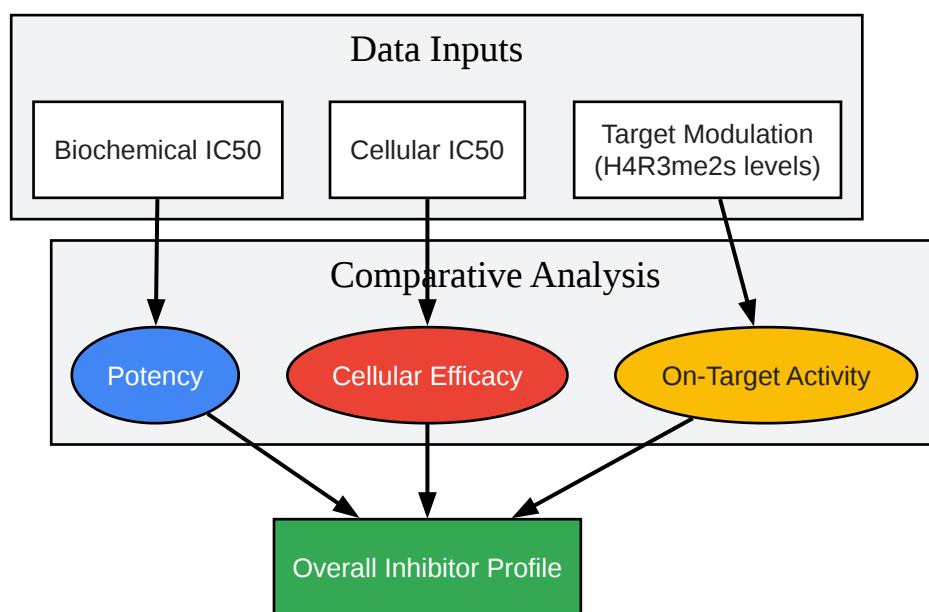 Data Inputs
Biochemical IC50
Cellular IC50
Target Modulation
(H4R3me2s levels)
Comparative Analysis
Potency
Cellular Efficacy
On-Target Activity
Overall Inhibitor Profile